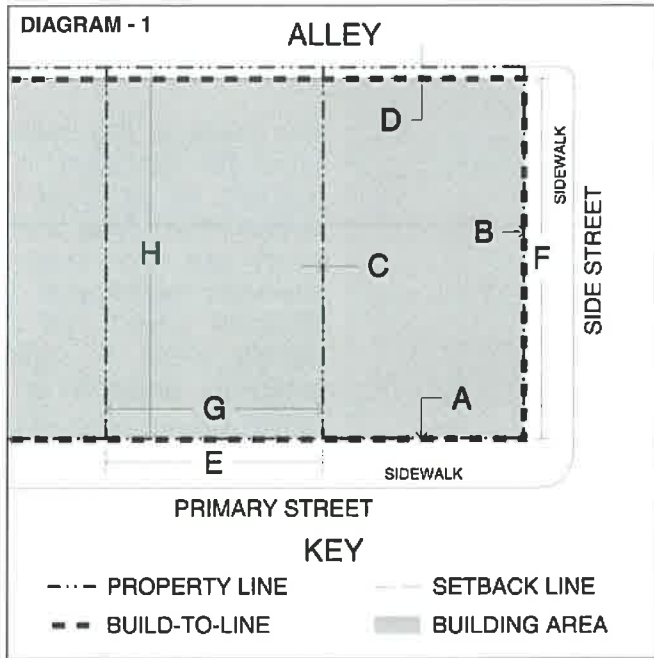 DIAGRAM - 1
ALLEY
D
SIDEWALK
B
H
F
C
SIDE STREET
G
A
E
SIDEWALK
PRIMARY STREET
KEY
PROPERTY LINE
SETBACK LINE
BUILD-TO-LINE
BUILDING AREA